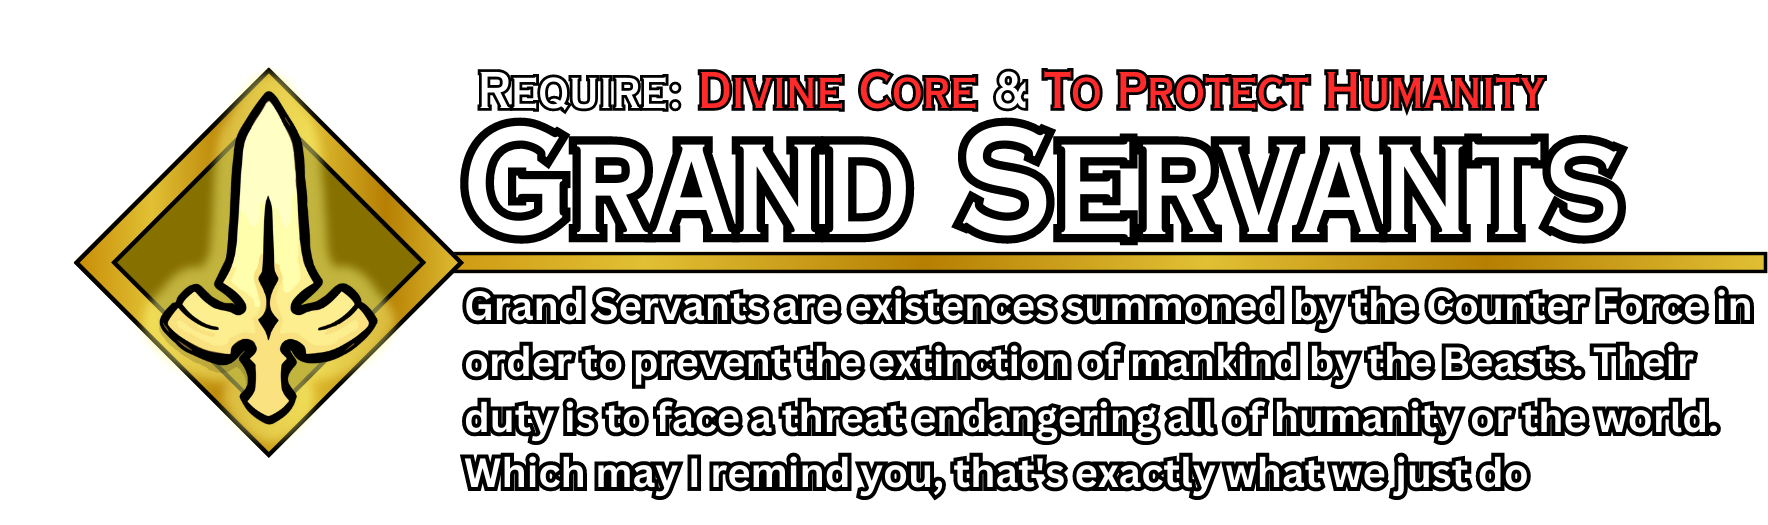 Require: Divine Core & To Protect Humanity
Grand Servants
Grand Servants are existences summoned by the Counter Force in
order to prevent the extinction of mankind by the Beasts. Their
duty is to face a threat endangering all of humanity or the world.
Which may I remind you, that's exactly what we just do